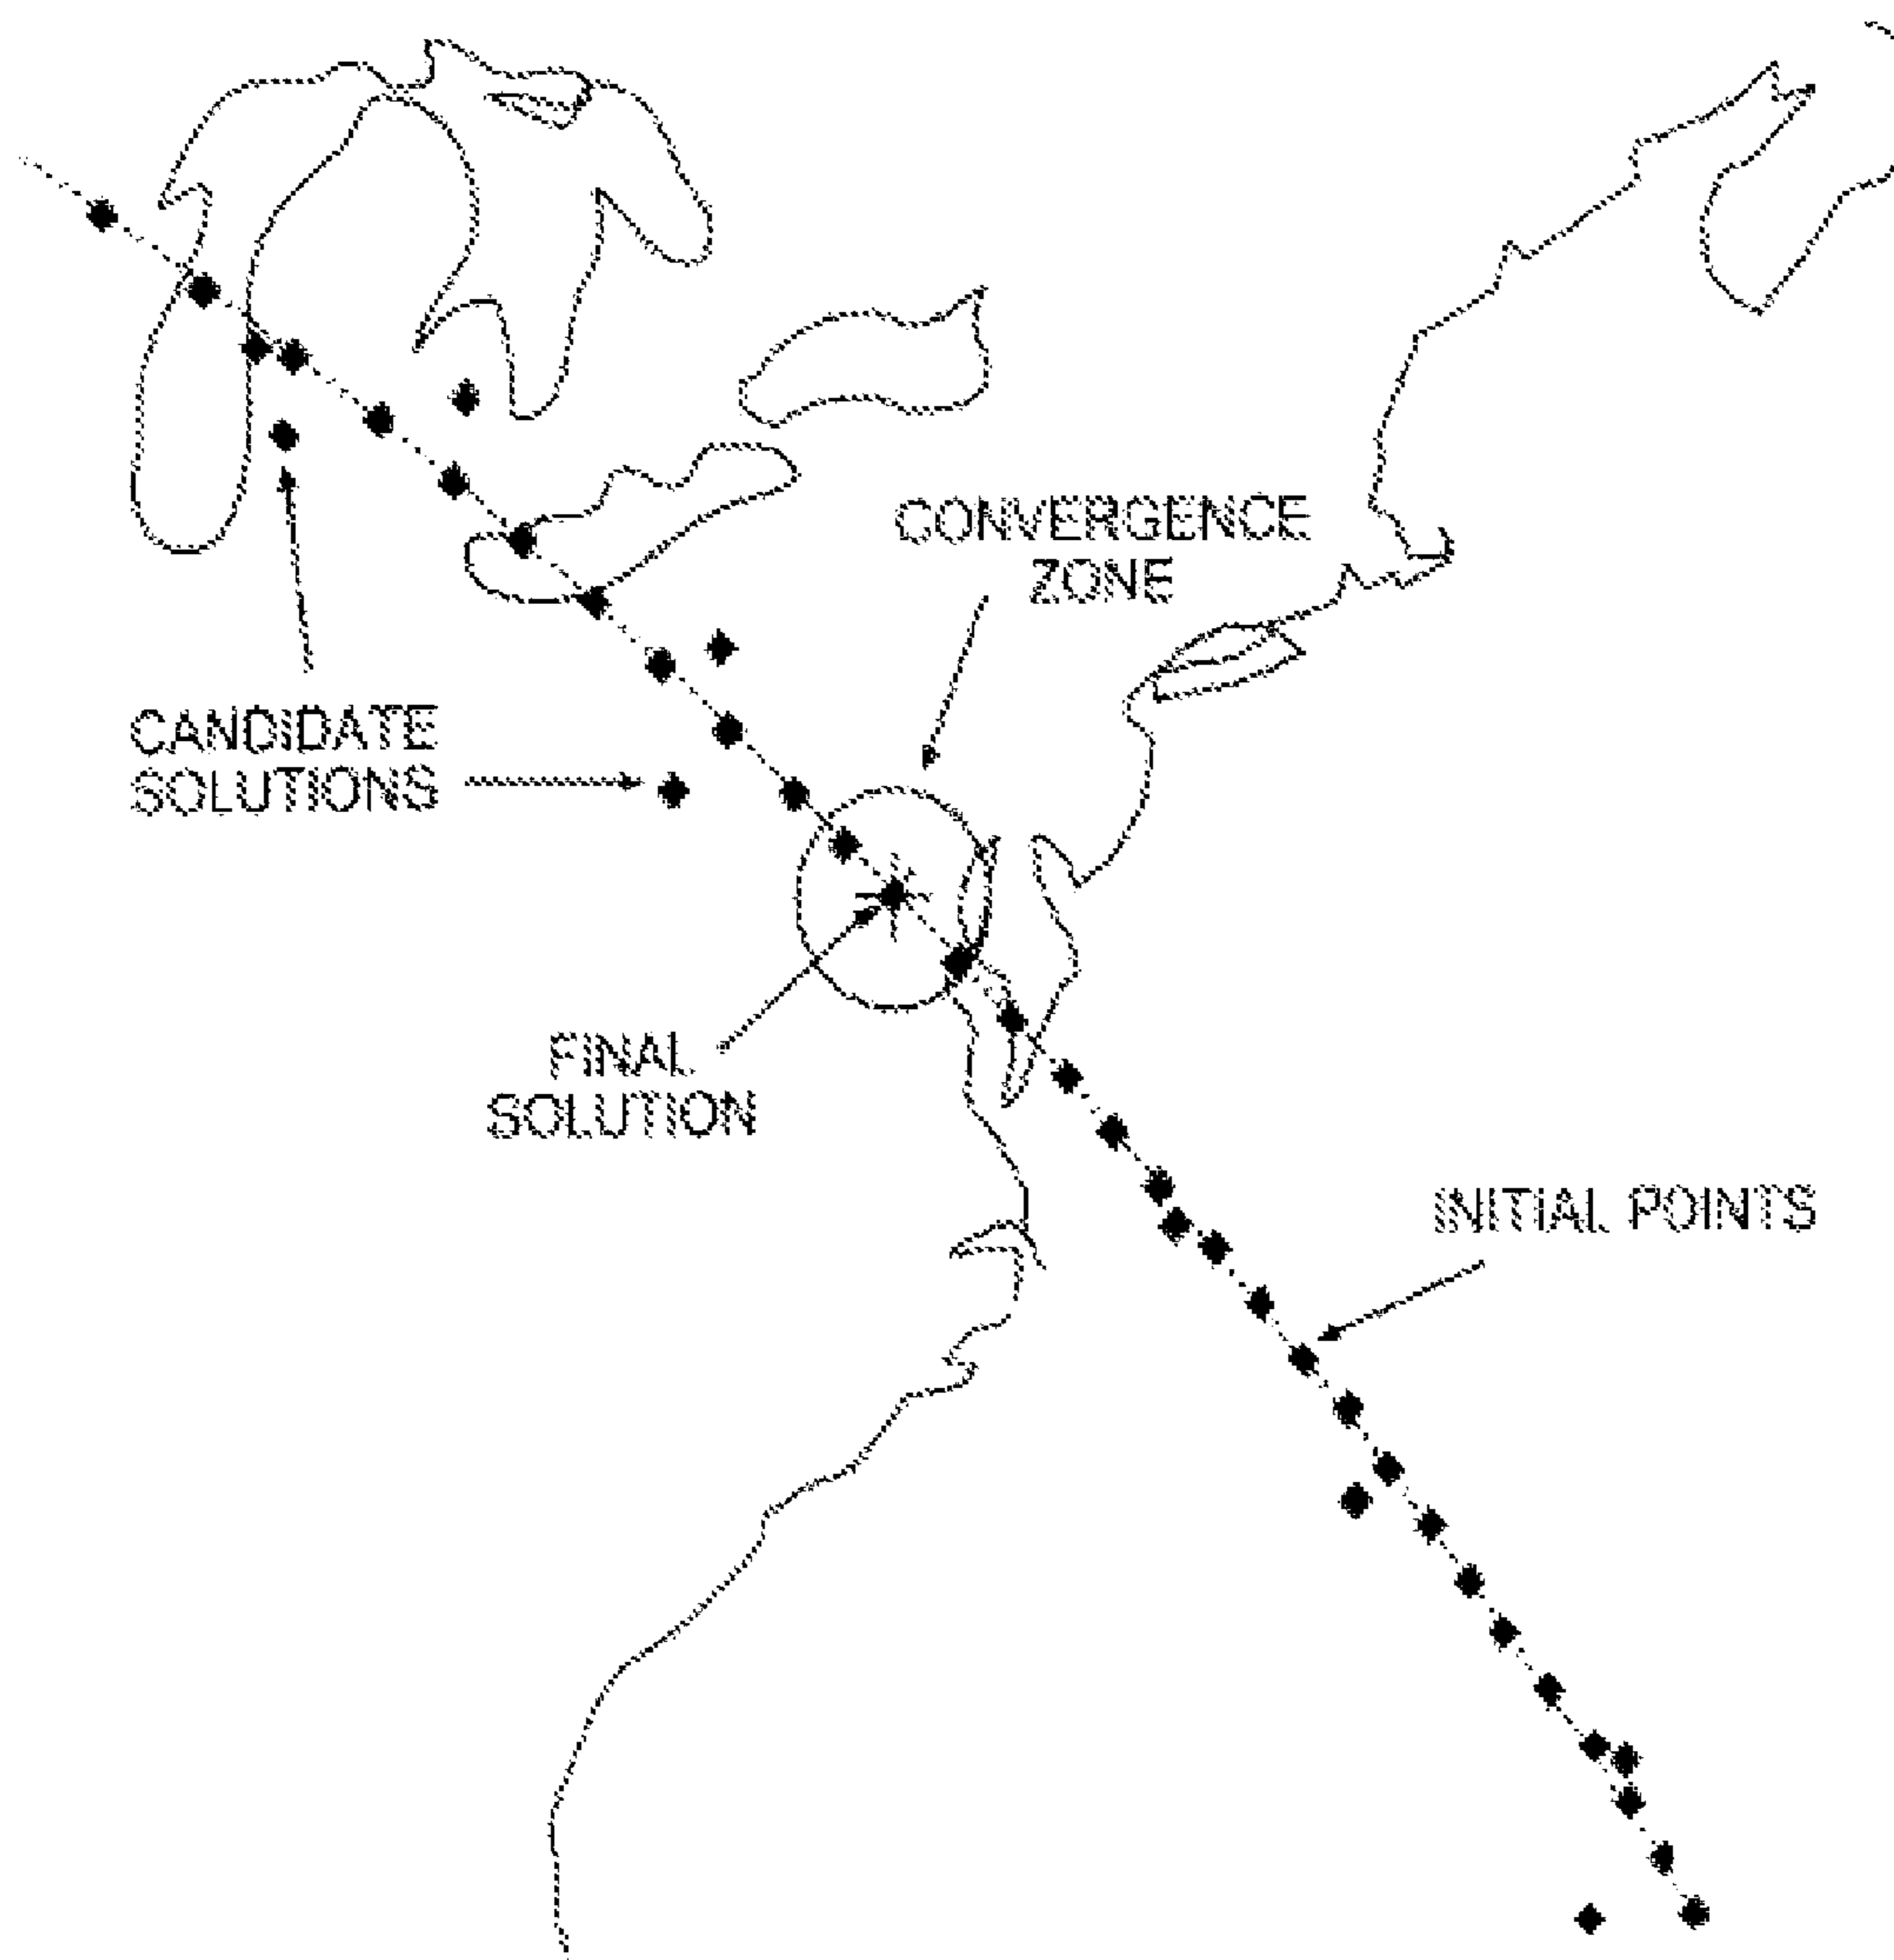 CONVERGENCE
ZONE
CANDIDATE
SOLUTIONS
FINAL
SOLUTION
INITIAL POINTS